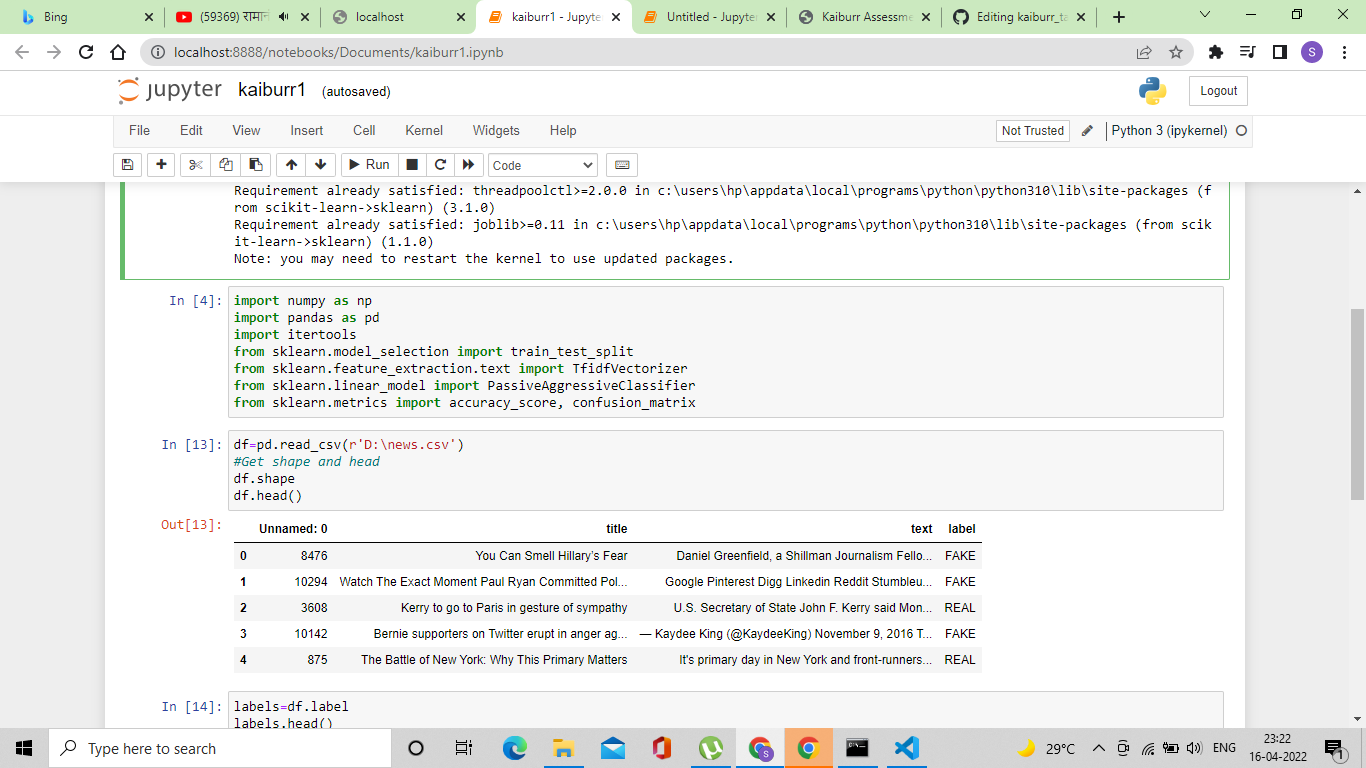 Bing
(59369) रामान
localhost
kaiburr1 - Jupyte
Untitled - Jupyte
Kaiburr Assessme
Editing kaiburr_ta
localhost:8888/notebooks/Documents/kaiburr1.ipynb
S
jupyter kaiburr1 (autosaved)
Logout
File Edit View Insert Cell Kernel Widgets Help
Not Trusted
Python 3 (ipykernel)
Run
Code
Requirement already satisfied: threadpoolctl>=2.0.0 in c:\users\hp\appdata\local\programs\python\python310\lib\site-packages (f
rom scikit-learn->sklearn) (3.1.0)
Requirement already satisfied: joblib>=0.11 in c:\users\hp\appdata\local\programs\python\python310\lib\site-packages (from scik
it-learn->sklearn) (1.1.0)
Note: you may need to restart the kernel to use updated packages.
In [4]: import numpy as np
import pandas as pd
import itertools
from sklearn.model_selection import train_test_split
from sklearn.feature_extraction.text import TfidfVectorizer
from sklearn.linear_model import PassiveAggressiveClassifier
from sklearn.metrics import accuracy_score, confusion_matrix
In [13]: df=pd.read_csv(r'D:\news.csv')
#Get shape and head
df.shape
df.head()
Out[13]: Unnamed: 0 title text label
0 8476 You Can Smell Hillary’s Fear Daniel Greenfield, a Shillman Journalism Fello... FAKE
1 10294 Watch The Exact Moment Paul Ryan Committed Pol... Google Pinterest Digg Linkedin Reddit Stumbleu... FAKE
2 3608 Kerry to go to Paris in gesture of sympathy U.S. Secretary of State John F. Kerry said Mon... REAL
3 10142 Bernie supporters on Twitter erupt in anger ag... — Kaydee King (@KaydeeKing) November 9, 2016 T... FAKE
4 875 The Battle of New York: Why This Primary Matters It's primary day in New York and front-runners... REAL
In [14]: labels=df.label
labels.head()
Type here to search
S
29°C
ENG
23:22
16-04-2022
1